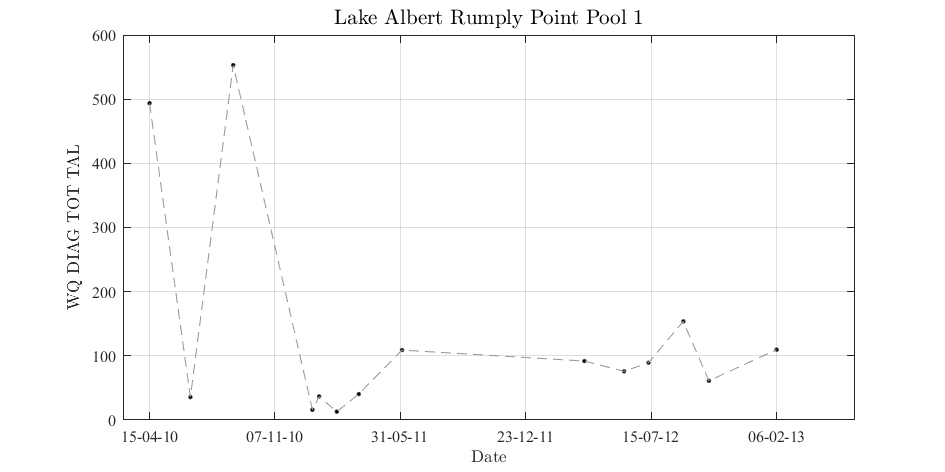 Lake Albert Rumply Point Pool 1
WQ DIAG TOT TAL
600
500
400
300
200
100
0
15-04-10 07-11-10 31-05-11 23-12-11 15-07-12 06-02-13
Date